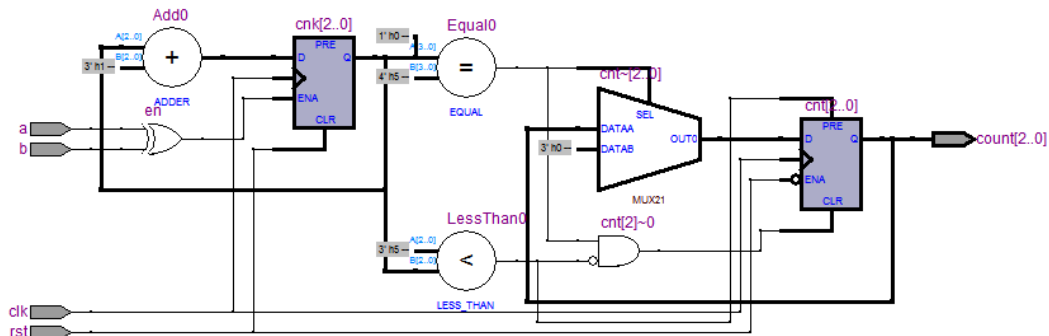 Add0
A[2..0]
B[2..0]
3' h1
+
ADDER
cnk[2..0]
PRE
D
Q
ENA
CLR
en
a
b
Equal0
1' h0
A[3..0]
4' h5
B[3..0]
=
EQUAL
cnt~[2..0]
SEL
DATAA
3' h0
DATAB
OUT0
MUX21
cnt[2..0]
PRE
D
Q
ENA
CLR
count[2..0]
LessThan0
3' h5
A[2..0]
B[2..0]
<
LESS_THAN
cnt[2]~0
clk
rst